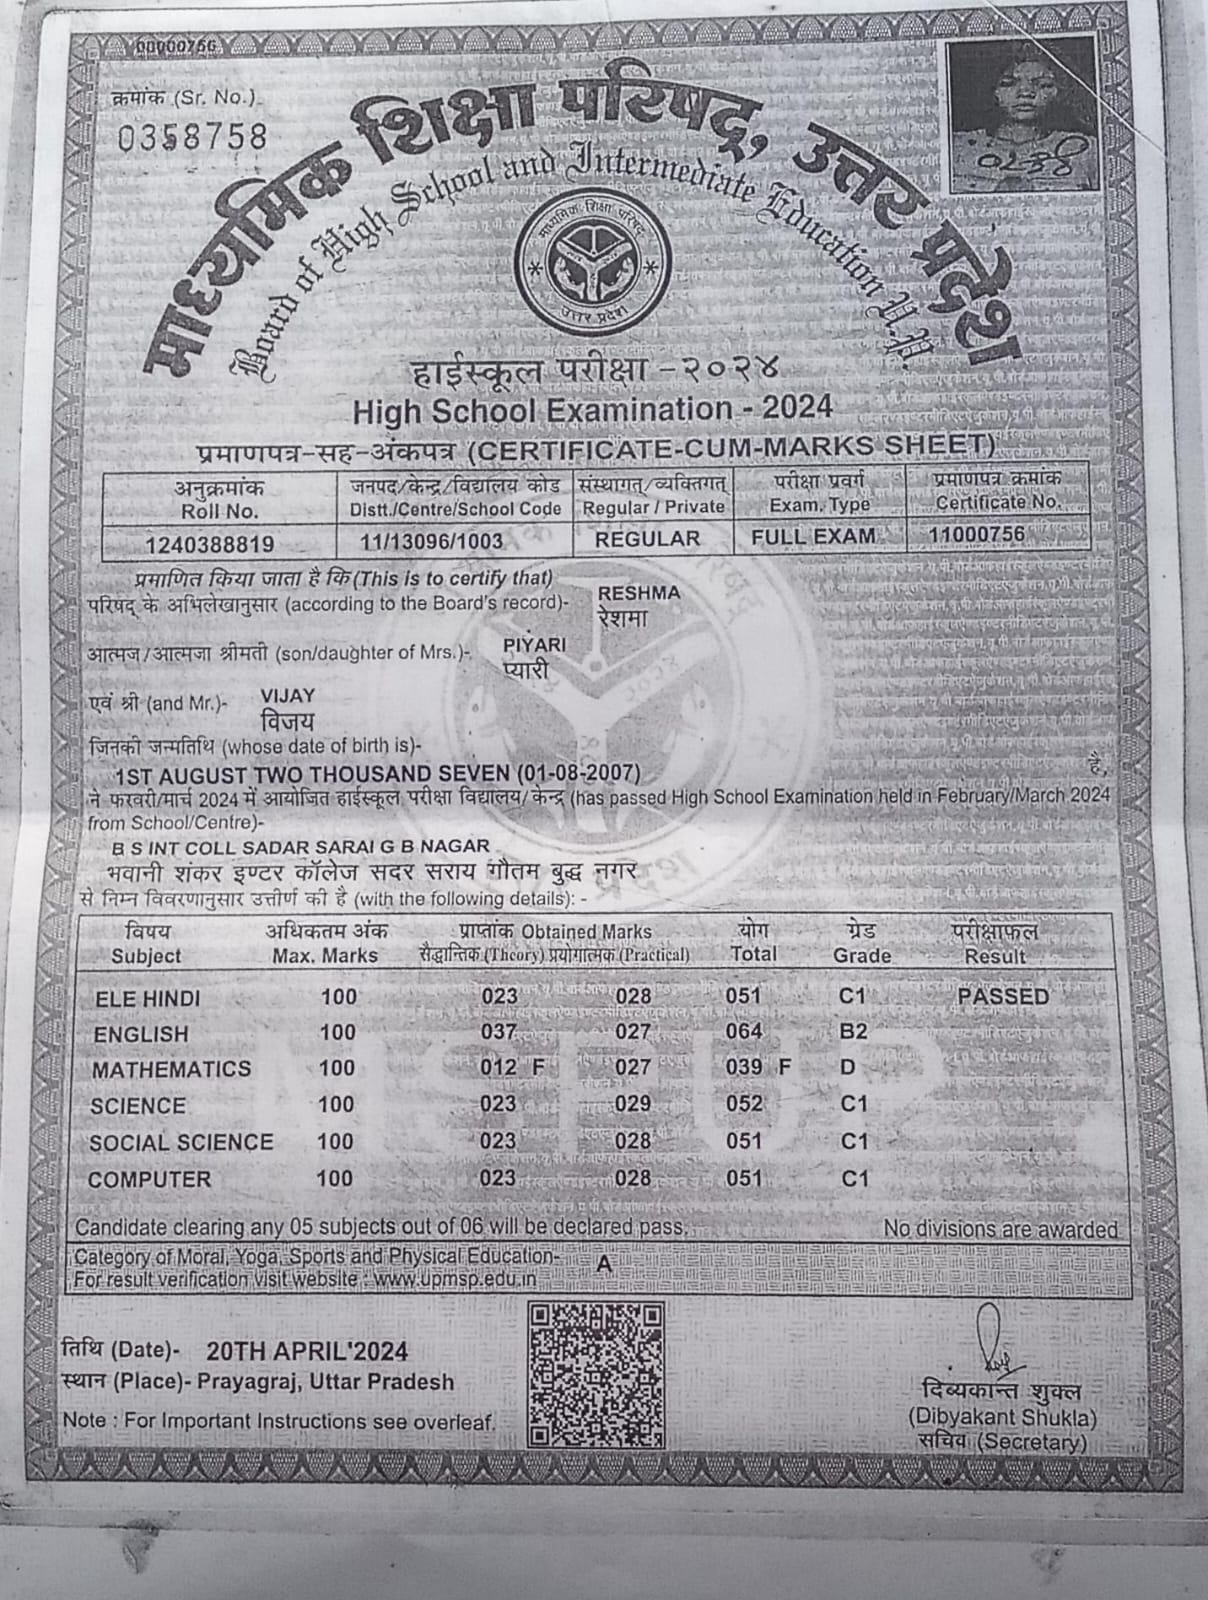 00000756
क्रमांक (Sr. No.)
0358758
माध्यमिक शिक्षा परिषद्, उत्तर प्रदेश
Board of High School and Intermediate Education U.P.
0238
माध्यमिक शिक्षा परिषद्
उत्तर प्रदेश
हाईस्कूल परीक्षा - २०२४
High School Examination - 2024
प्रमाणपत्र-सह-अंकपत्र (CERTIFICATE-CUM-MARKS SHEET)
अनुक्रमांक जनपद/केन्द्र/विद्यालय कोड संस्थागत्/व्यक्तिगत् परीक्षा प्रवर्ग प्रमाणपत्र क्रमांक
Roll No. Distt./Centre/School Code Regular / Private Exam. Type Certificate No.
1240388819 11/13096/1003 REGULAR FULL EXAM 11000756
प्रमाणित किया जाता है कि (This is to certify that)
परिषद् के अभिलेखानुसार (according to the Board's record)- RESHMA
रेशमा
आत्मज/आत्मजा श्रीमती (son/daughter of Mrs.)- PIYARI
प्यारी
एवं श्री (and Mr.)- VIJAY
विजय
जिनकी जन्मतिथि (whose date of birth is)-
1ST AUGUST TWO THOUSAND SEVEN (01-08-2007) है,
ने फरवरी/मार्च 2024 में आयोजित हाईस्कूल परीक्षा विद्यालय/ केन्द्र (has passed High School Examination held in February/March 2024
from School/Centre)-
B S INT COLL SADAR SARAI G B NAGAR
भवानी शंकर इण्टर कॉलेज सदर सराय गौतम बुद्ध नगर
से निम्न विवरणानुसार उत्तीर्ण की है (with the following details): -
विषय अधिकतम अंक प्राप्तांक Obtained Marks योग ग्रेड परीक्षाफल
Subject Max. Marks सैद्धान्तिक (Theory) प्रयोगात्मक (Practical) Total Grade Result
ELE HINDI 100 023 028 051 C1 PASSED
ENGLISH 100 037 027 064 B2
MATHEMATICS 100 012 F 027 039 F D
SCIENCE 100 023 029 052 C1
SOCIAL SCIENCE 100 023 028 051 C1
COMPUTER 100 023 028 051 C1
Candidate clearing any 05 subjects out of 06 will be declared pass. No divisions are awarded
Category of Moral, Yoga, Sports and Physical Education- A
For result verification visit website : www.upmsp.edu.in
तिथि (Date)- 20TH APRIL'2024
स्थान (Place)- Prayagraj, Uttar Pradesh
Note : For Important Instructions see overleaf.
दिव्यकान्त शुक्ल
(Dibyakant Shukla)
सचिव (Secretary)